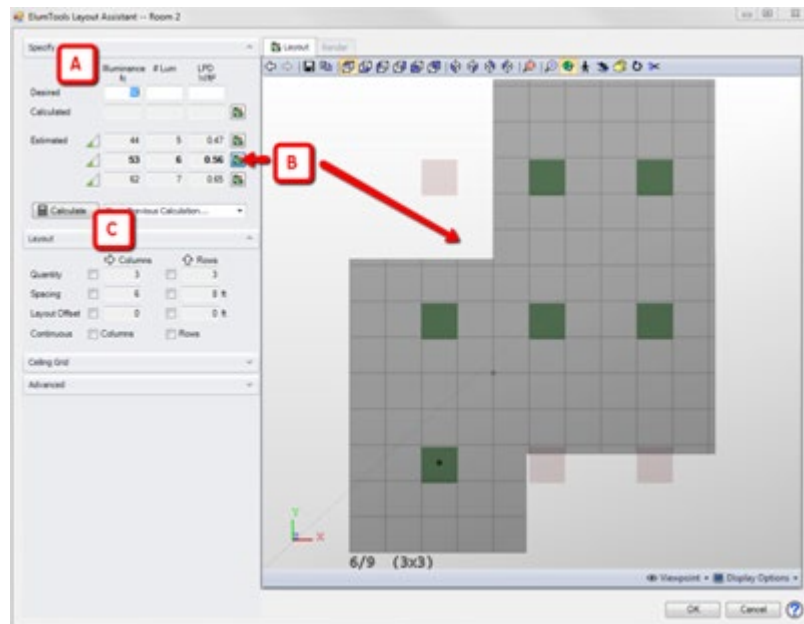 ElumTools Layout Assistant -- Room 2
Specify
Layout Render
A
Illuminance # Lum LPD
fc
Desired
Calculated
Estimated 44 5 0.47
53 6 0.56
62 7 0.65
B
Calculate
C
Layout
Columns Rows
Quantity 3 3
Spacing 6 8 ft
Layout Offset 0 0 ft
Continuous Columns Rows
Ceiling Grid
Advanced
Y
X
6/9 (3x3)
Viewpoint Display Options
OK Cancel ?